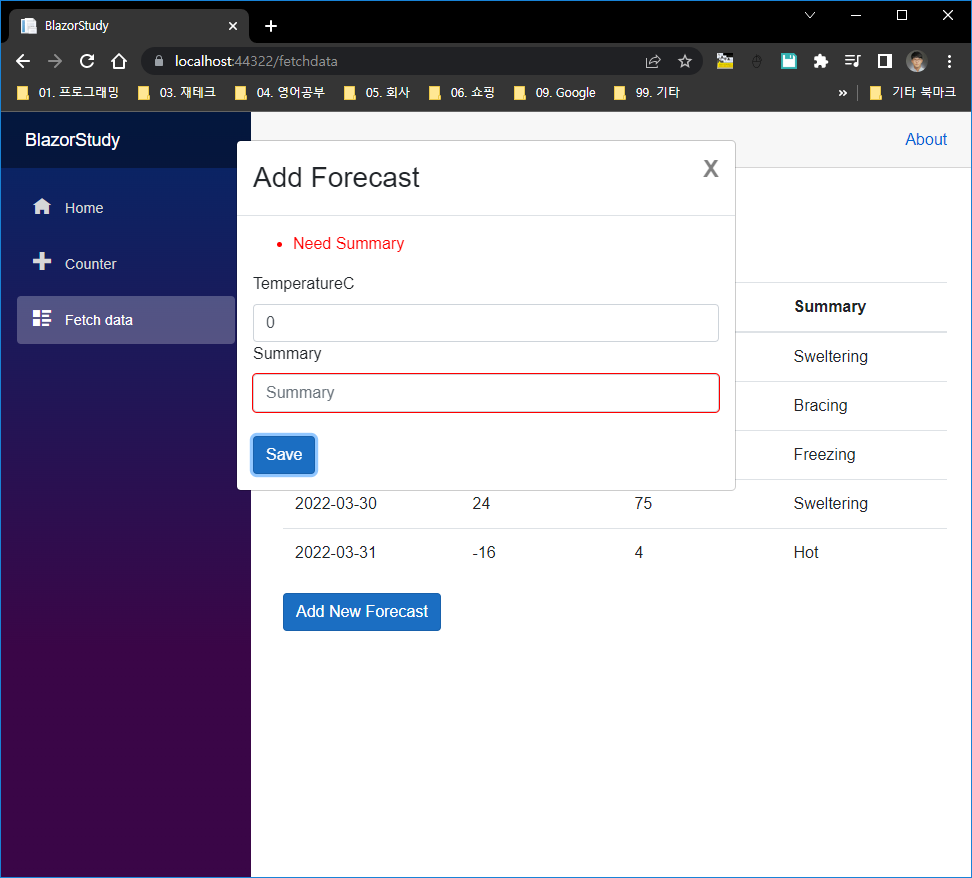 BlazorStudy
localhost:44322/fetchdata
01. 프로그래밍 03. 재테크 04. 영어공부 05. 회사 06. 쇼핑 09. Google 99. 기타 » 기타 북마크
BlazorStudy
About
Home
Counter
Fetch data
Add Forecast X
Need Summary
TemperatureC
0
Summary
Summary
Save
Summary
Sweltering
Bracing
Freezing
2022-03-30 24 75 Sweltering
2022-03-31 -16 4 Hot
Add New Forecast